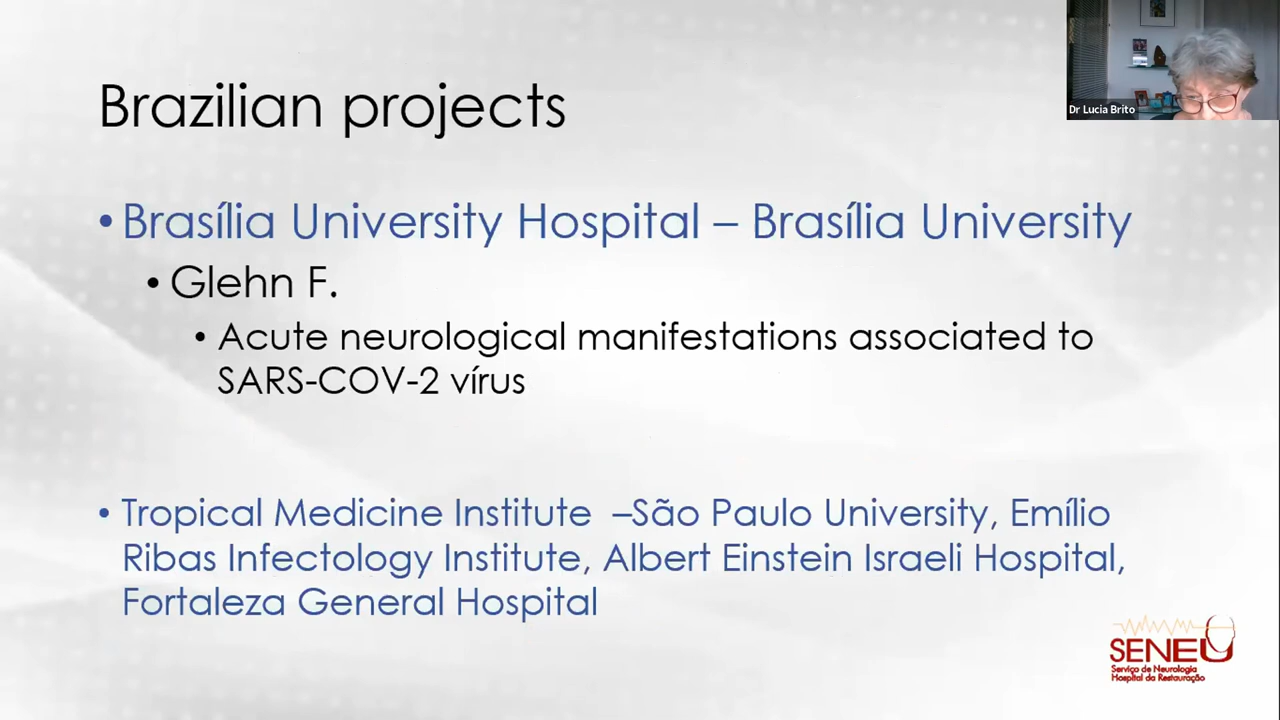 Dr Lucia Brito
Brazilian projects
• Brasília University Hospital – Brasília University
• Glehn F.
• Acute neurological manifestations associated to
SARS-COV-2 vírus
• Tropical Medicine Institute –São Paulo University, Emílio
Ribas Infectology Institute, Albert Einstein Israeli Hospital,
Fortaleza General Hospital
SENEU
Serviço de Neurologia
Hospital da Restauração